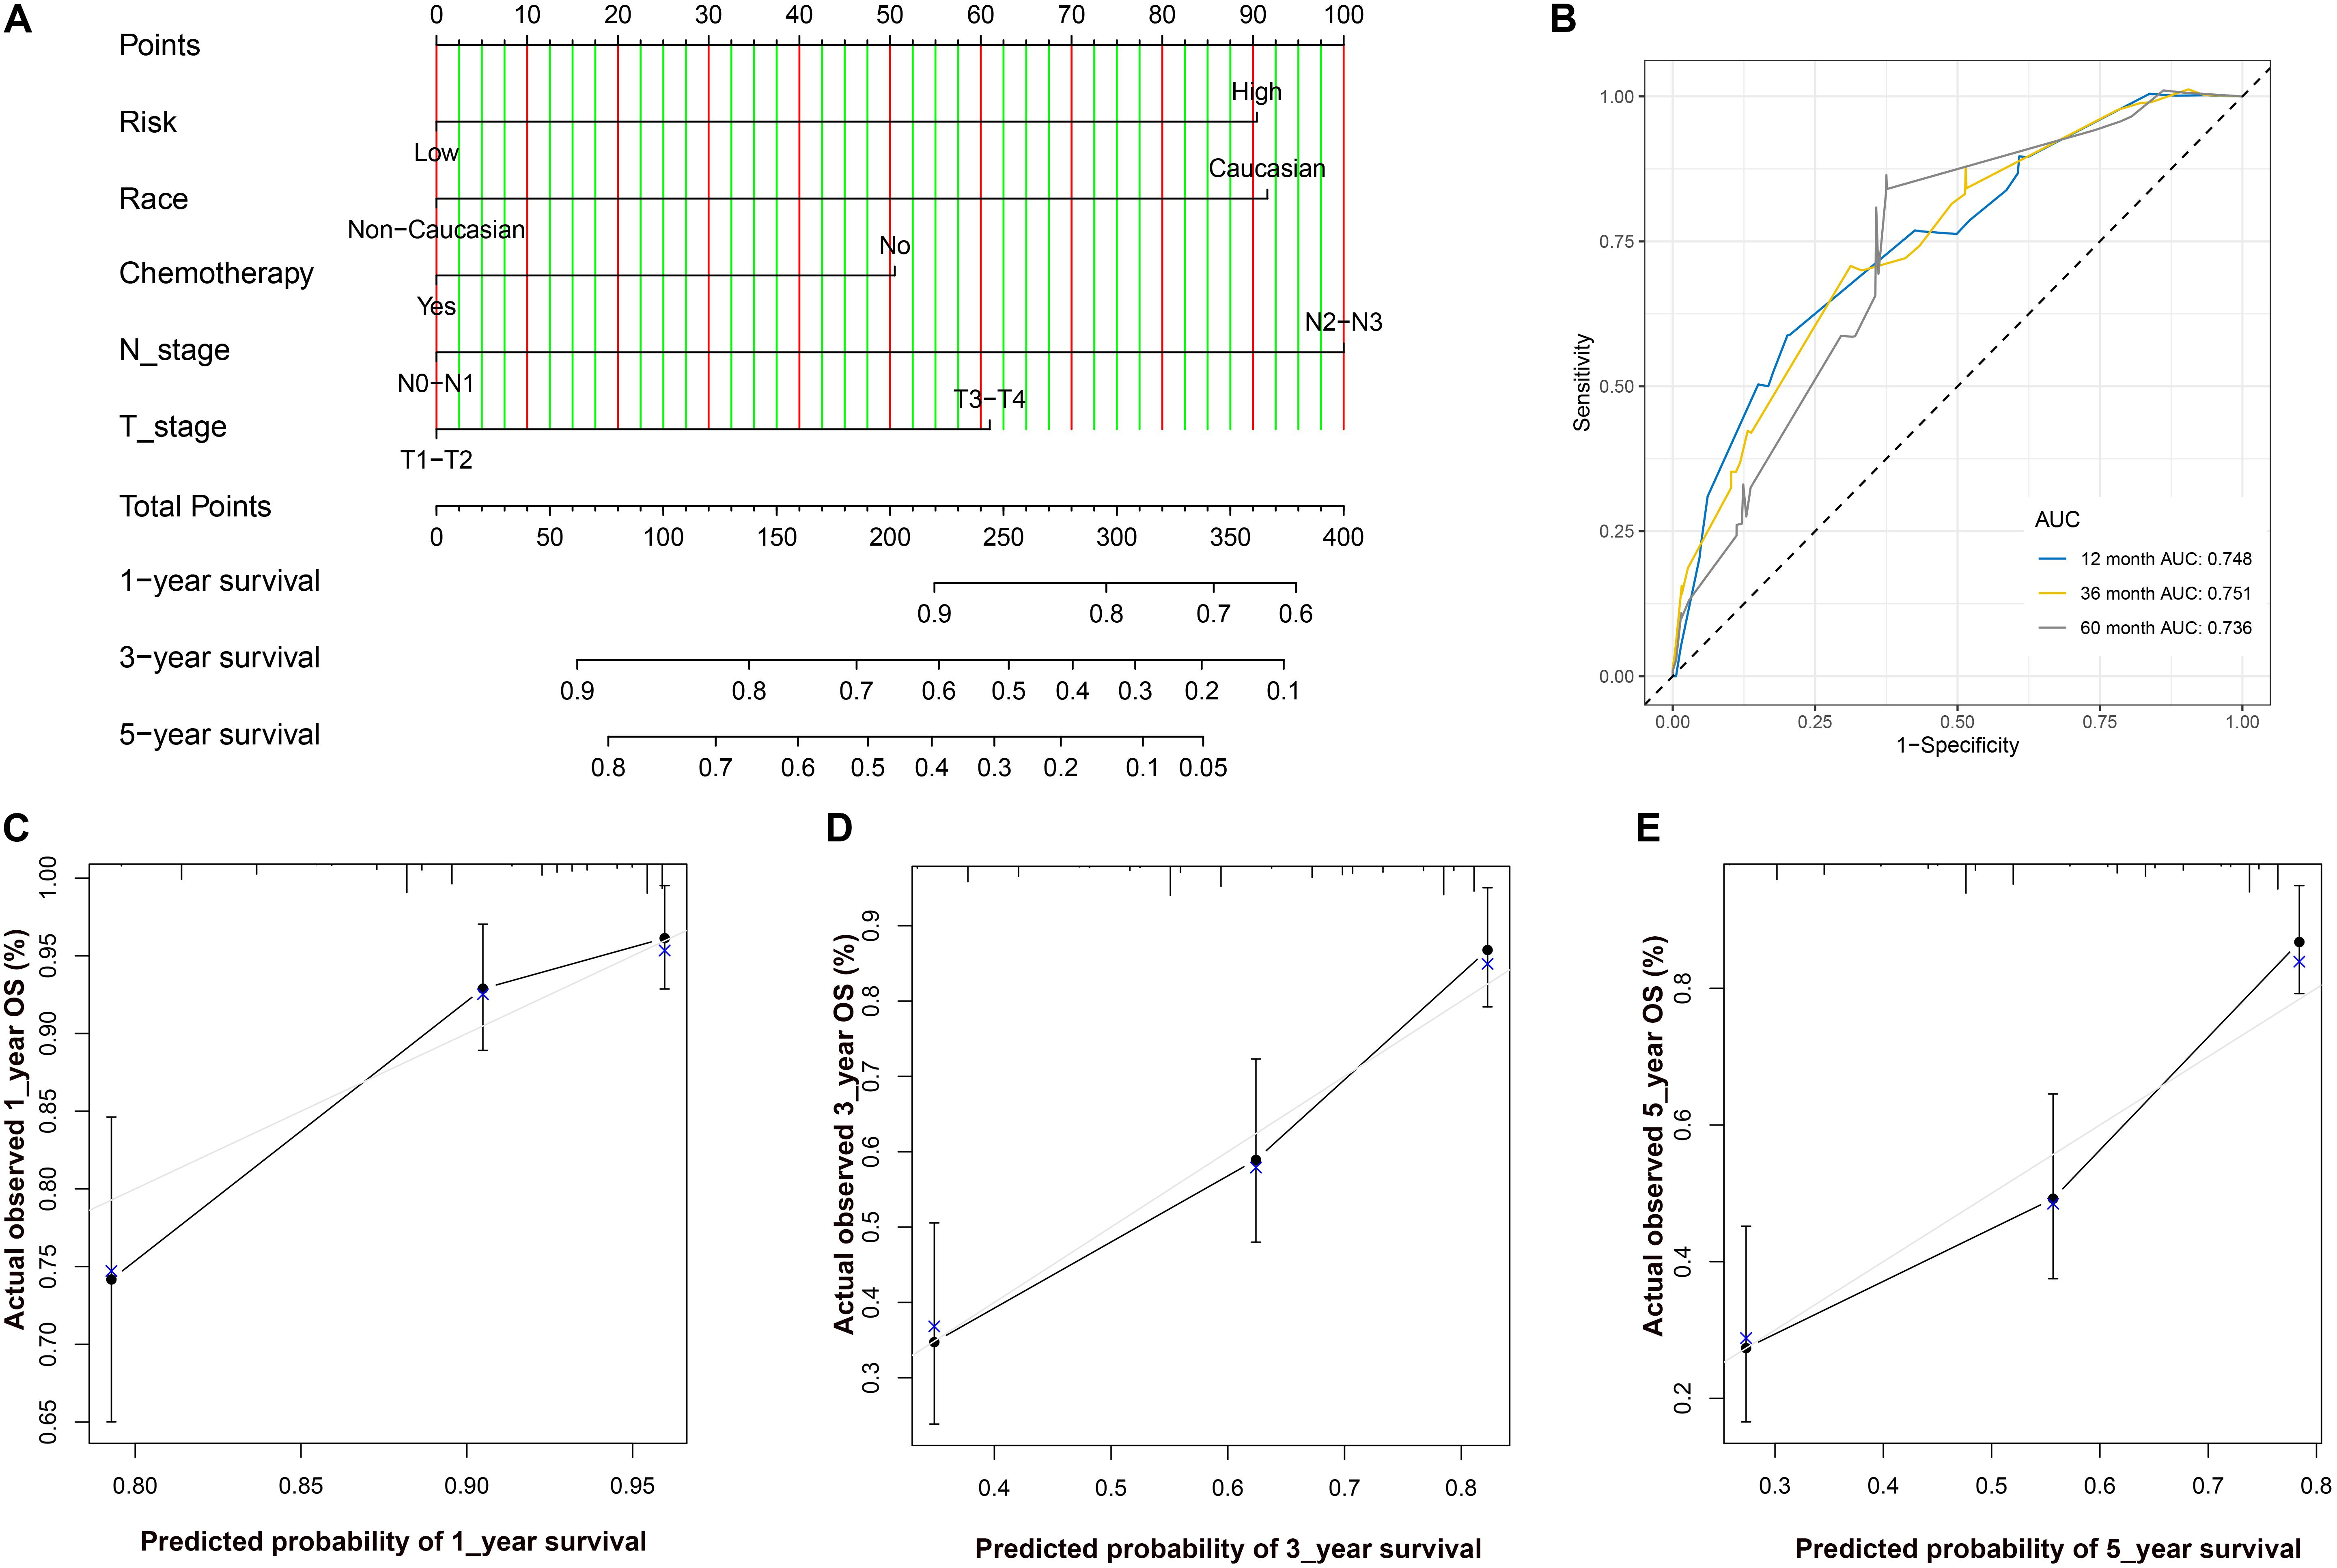 A
0 10 20 30 40 50 60 70 80 90 100
Points
High
Risk
Low
Caucasian
Race
Non−Caucasian
No
Chemotherapy
Yes
N2−N3
N_stage
N0−N1
T3−T4
T_stage
T1−T2
Total Points
0 50 100 150 200 250 300 350 400
1−year survival
0.9 0.8 0.7 0.6
3−year survival
0.9 0.8 0.7 0.6 0.5 0.4 0.3 0.2 0.1
5−year survival
0.8 0.7 0.6 0.5 0.4 0.3 0.2 0.1 0.05
B
Sensitivity
1.00
0.75
0.50
0.25
0.00
AUC
12 month AUC: 0.748
36 month AUC: 0.751
60 month AUC: 0.736
0.00 0.25 0.50 0.75 1.00
1−Specificity
C
Actual observed 1_year OS (%)
1.00
0.95
0.90
0.85
0.80
0.75
0.70
0.65
0.80 0.85 0.90 0.95
Predicted probability of 1_year survival
D
Actual observed 3_year OS (%)
0.9
0.8
0.7
0.6
0.5
0.4
0.3
0.4 0.5 0.6 0.7 0.8
Predicted probability of 3_year survival
E
Actual observed 5_year OS (%)
0.8
0.6
0.4
0.2
0.3 0.4 0.5 0.6 0.7 0.8
Predicted probability of 5_year survival